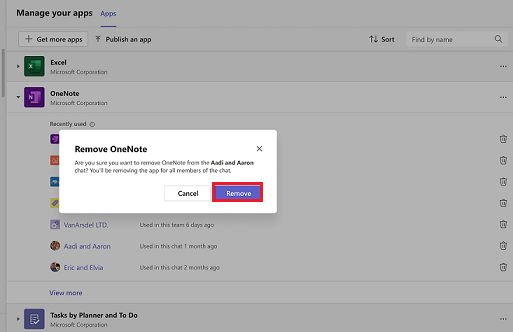 Manage your apps Apps
Get more apps Publish an app Sort Find by name
Excel
Microsoft Corporation
OneNote
Microsoft Corporation
Recently used
Remove OneNote
Are you sure you want to remove OneNote from the Aadi and Aaron
chat? You'll be removing the app for all members of the chat.
Cancel Remove
VanArsdel LTD. Used in this team 6 days ago
Aadi and Aaron Used in this chat 1 month ago
Eric and Elvia Used in this chat 2 months ago
View more
Tasks by Planner and To Do
Microsoft Corporation